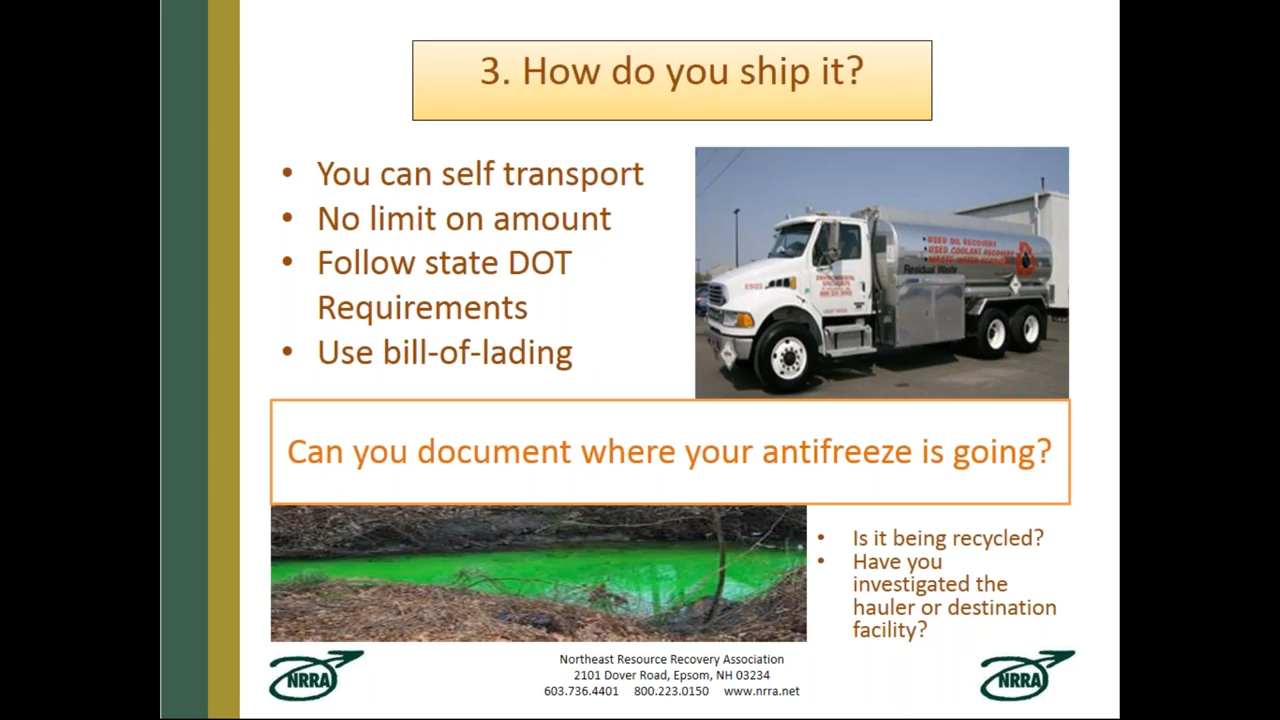 3. How do you ship it?
• You can self transport
• No limit on amount
• Follow state DOT
Requirements
• Use bill-of-lading
• USED OIL RECOVERY
• USED COOLANT RECOVERY
Residual Waste
Can you document where your antifreeze is going?
• Is it being recycled?
• Have you
investigated the
hauler or destination
facility?
NRRA
Northeast Resource Recovery Association
2101 Dover Road, Epsom, NH 03234
603.736.4401 800.223.0150 www.nrra.net
NRRA